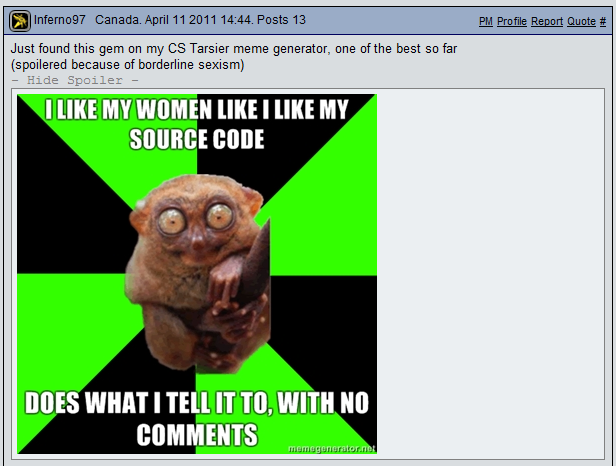 Inferno97 Canada. April 11 2011 14:44. Posts 13 PM Profile Report Quote #
Just found this gem on my CS Tarsier meme generator, one of the best so far
(spoilered because of borderline sexism)
- Hide Spoiler -
I LIKE MY WOMEN LIKE I LIKE MY
SOURCE CODE
DOES WHAT I TELL IT TO, WITH NO
COMMENTS
memegenerator.net